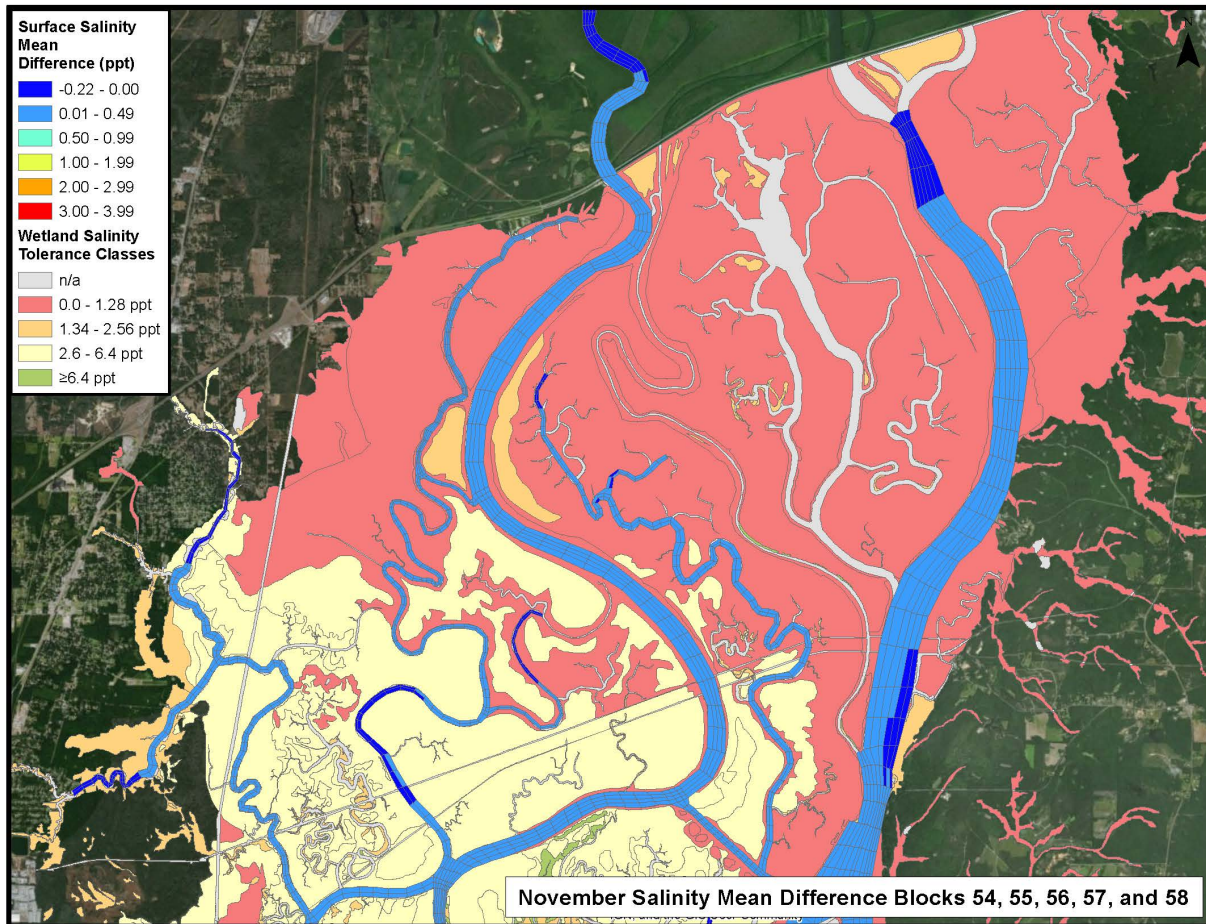 Surface Salinity
Mean
Difference (ppt)
-0.22 - 0.00
0.01 - 0.49
0.50 - 0.99
1.00 - 1.99
2.00 - 2.99
3.00 - 3.99
Wetland Salinity
Tolerance Classes
n/a
0.0 - 1.28 ppt
1.34 - 2.56 ppt
2.6 - 6.4 ppt
≥6.4 ppt
N
November Salinity Mean Difference Blocks 54, 55, 56, 57, and 58